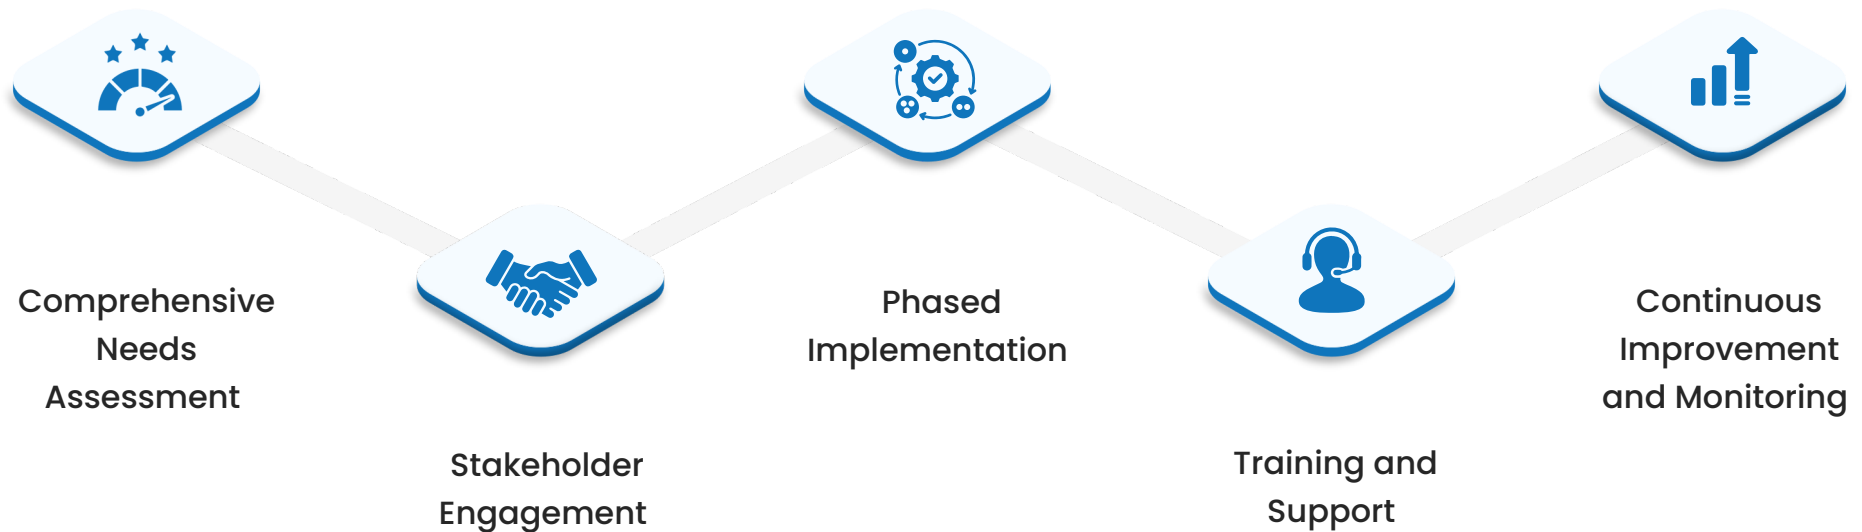 Comprehensive
Needs
Assessment
Stakeholder
Engagement
Phased
Implementation
Training and
Support
Continuous
Improvement
and Monitoring